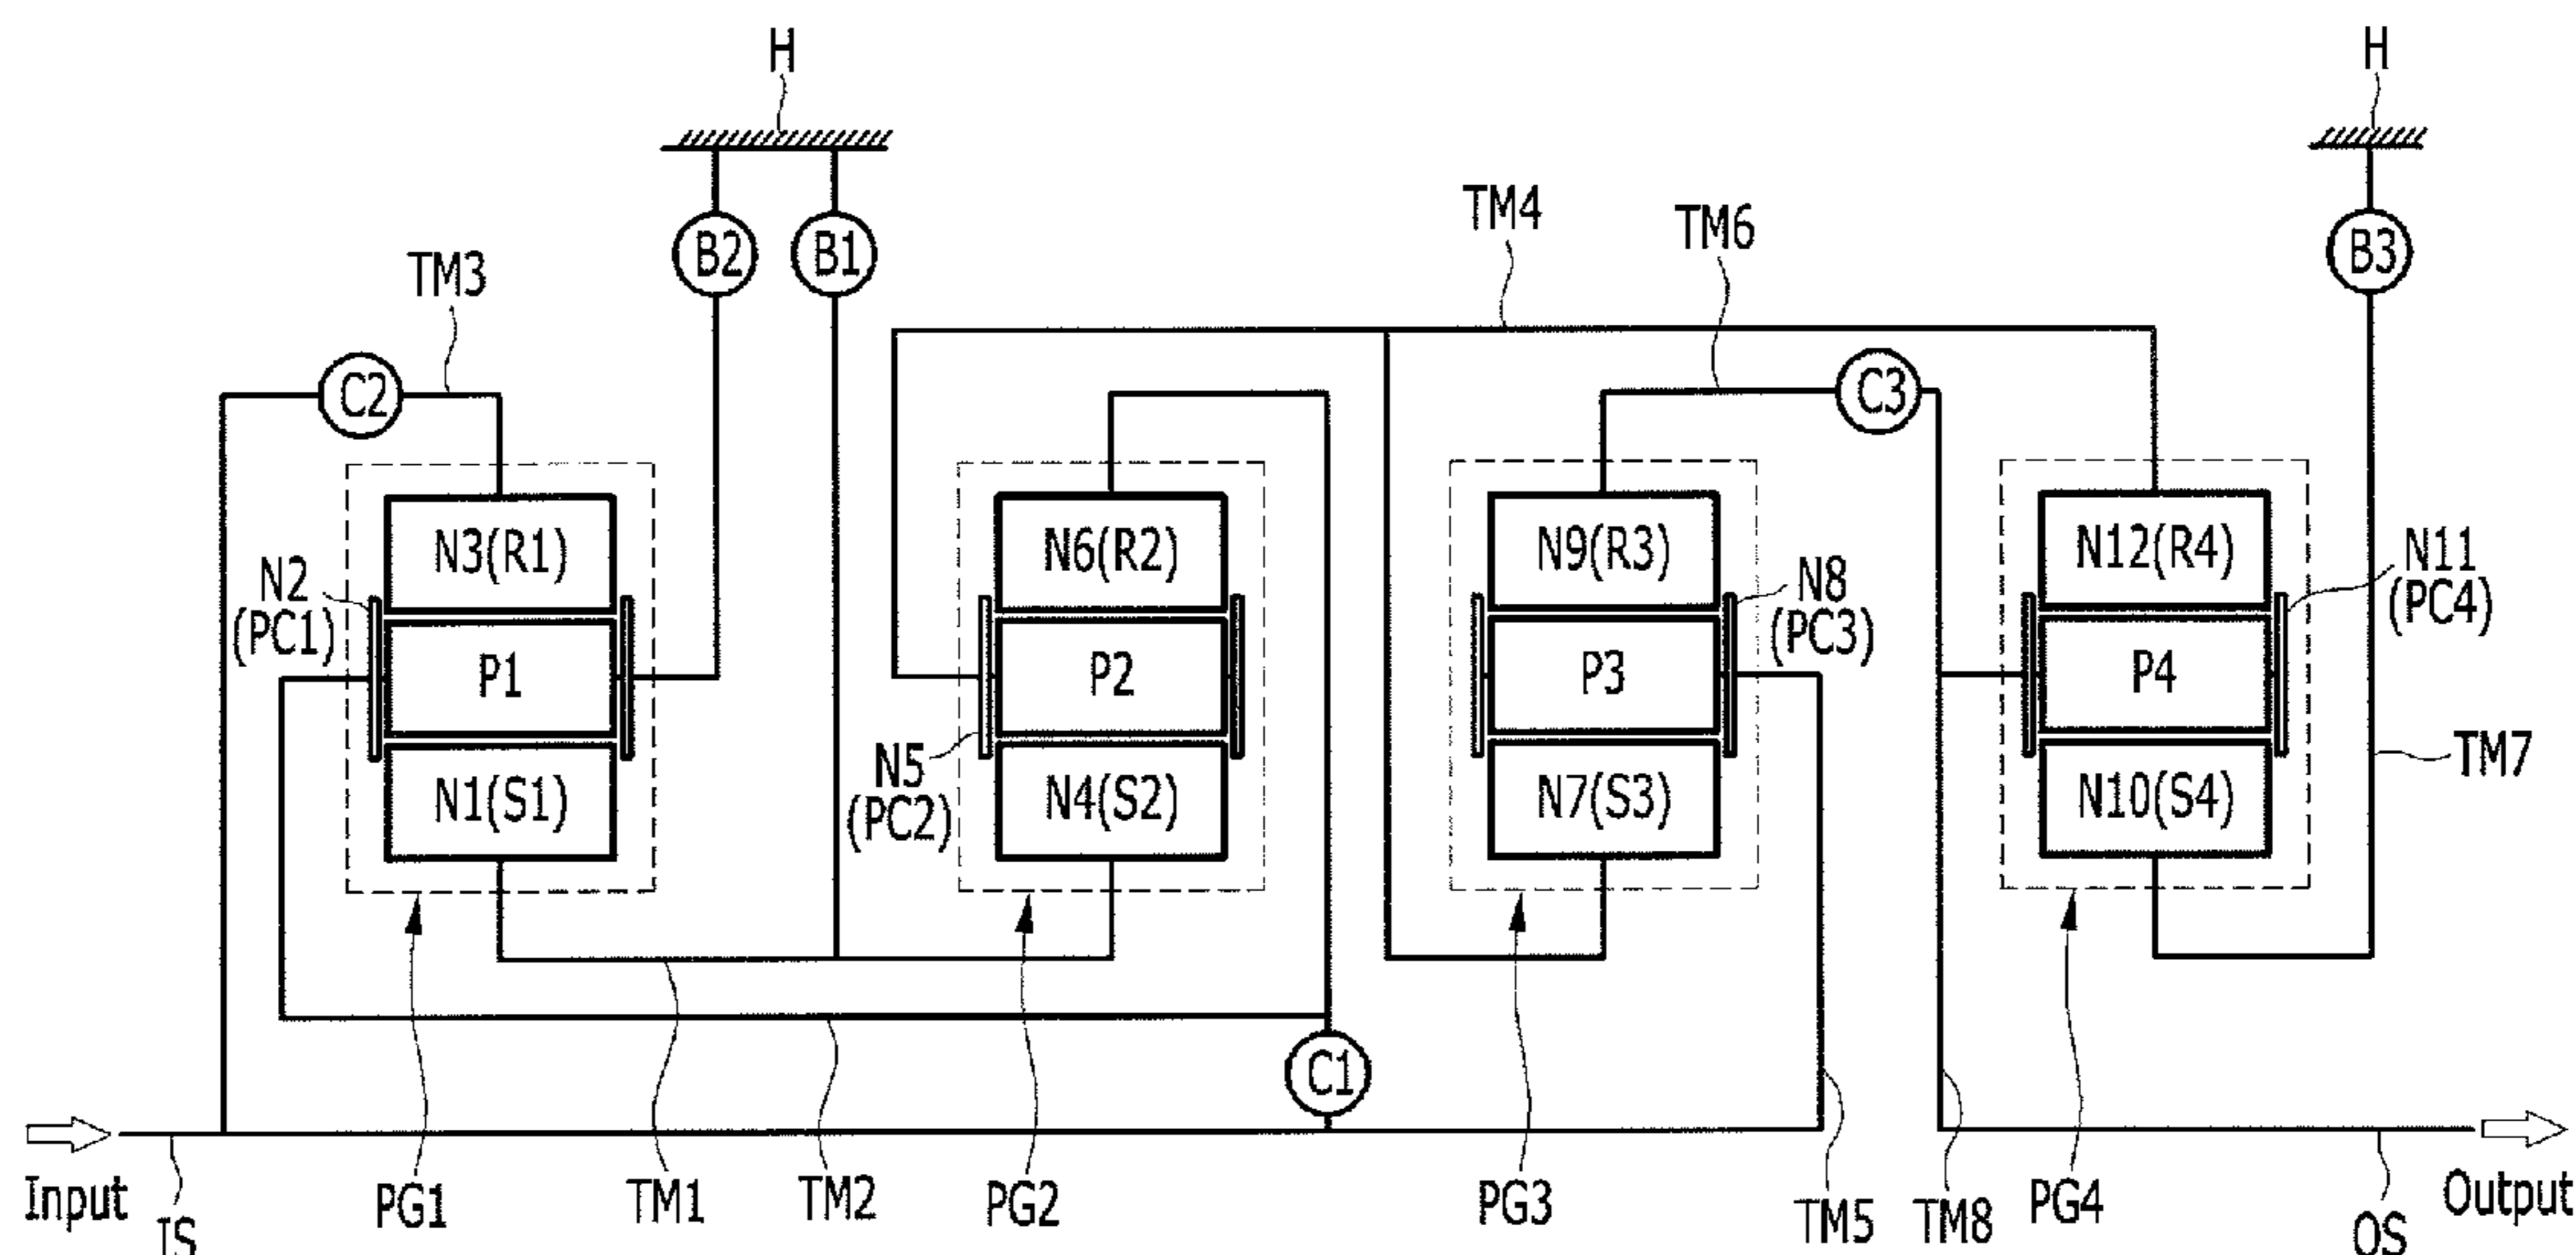 H
H
TM4
TM6
B2
B1
B3
TM3
C2
C3
N3(R1)
N6(R2)
N9(R3)
N12(R4)
N2
(PC1)
N8
(PC3)
N11
(PC4)
P1
P2
P3
P4
N5
(PC2)
N1(S1)
N4(S2)
N7(S3)
N10(S4)
TM7
C1
Input
IS
PG1
TM1
TM2
PG2
PG3
TM5
TM8
PG4
OS
Output